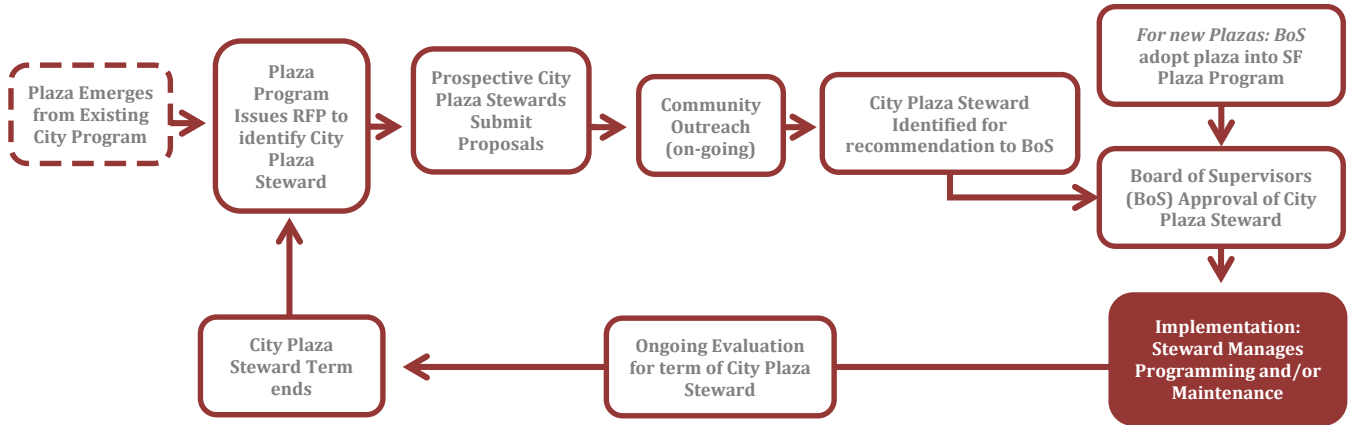 Plaza Emerges
from Existing
City Program
Plaza
Program
Issues RFP to
identify City
Plaza
Steward
Prospective City
Plaza Stewards
Submit
Proposals
Community
Outreach
(on-going)
City Plaza Steward
Identified for
recommendation to BoS
For new Plazas: BoS
adopt plaza into SF
Plaza Program
Board of Supervisors
(BoS) Approval of City
Plaza Steward
Implementation:
Steward Manages
Programming and/or
Maintenance
Ongoing Evaluation
for term of City Plaza
Steward
City Plaza
Steward Term
ends